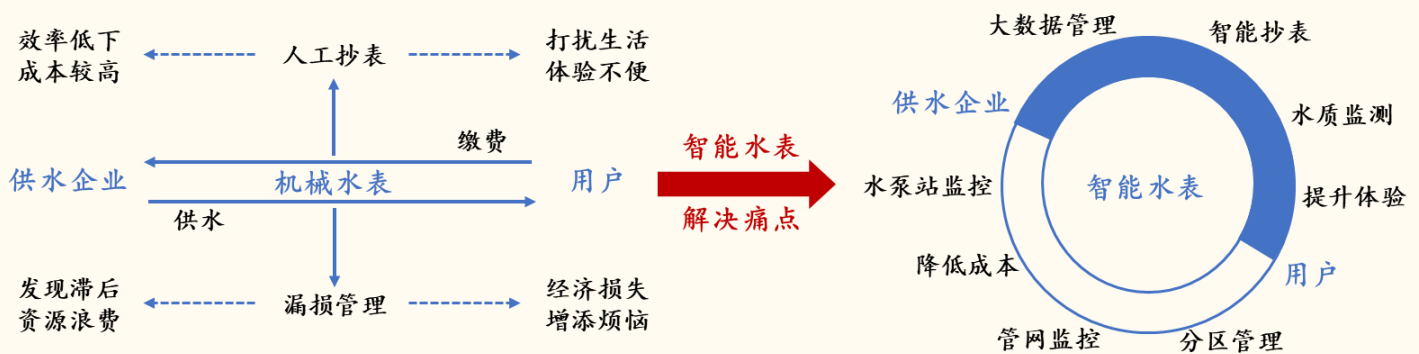 效率低下
成本较高
人工抄表
打扰生活
体验不便
缴费
供水企业
机械水表
用户
供水
发现滞后
资源浪费
漏损管理
经济损失
增添烦恼
智能水表
解决痛点
大数据管理
智能抄表
供水企业
水质监测
水泵站监控
智能水表
提升体验
降低成本
用户
管网监控
分区管理